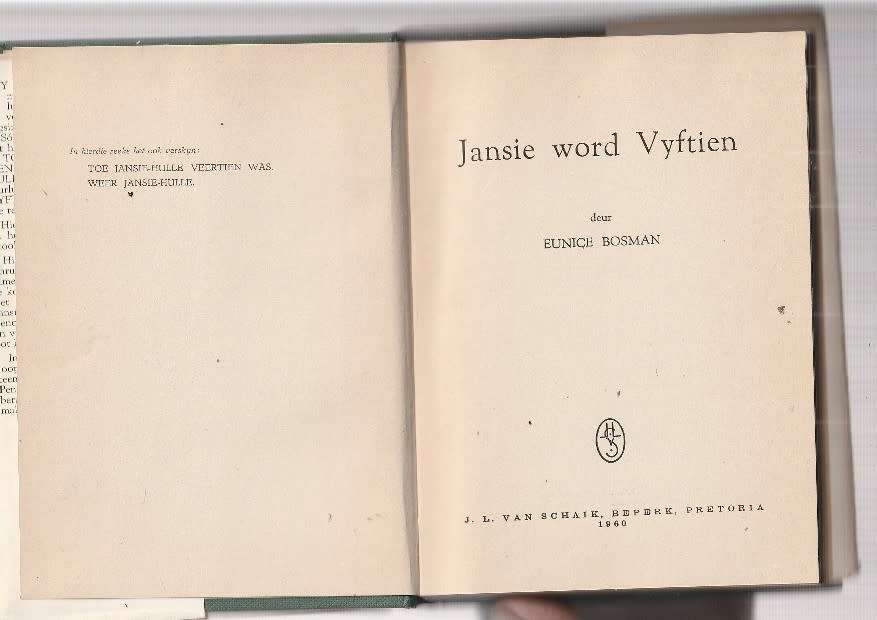 In hierdie reeks het ook verskyn:
TOE JANSIE-HULLE VEERTIEN WAS.
WEER JANSIE-HULLE.
Jansie word Vyftien
deur
EUNICE BOSMAN
J. L. VAN SCHAIK, BEPERK, PRETORIA
1960